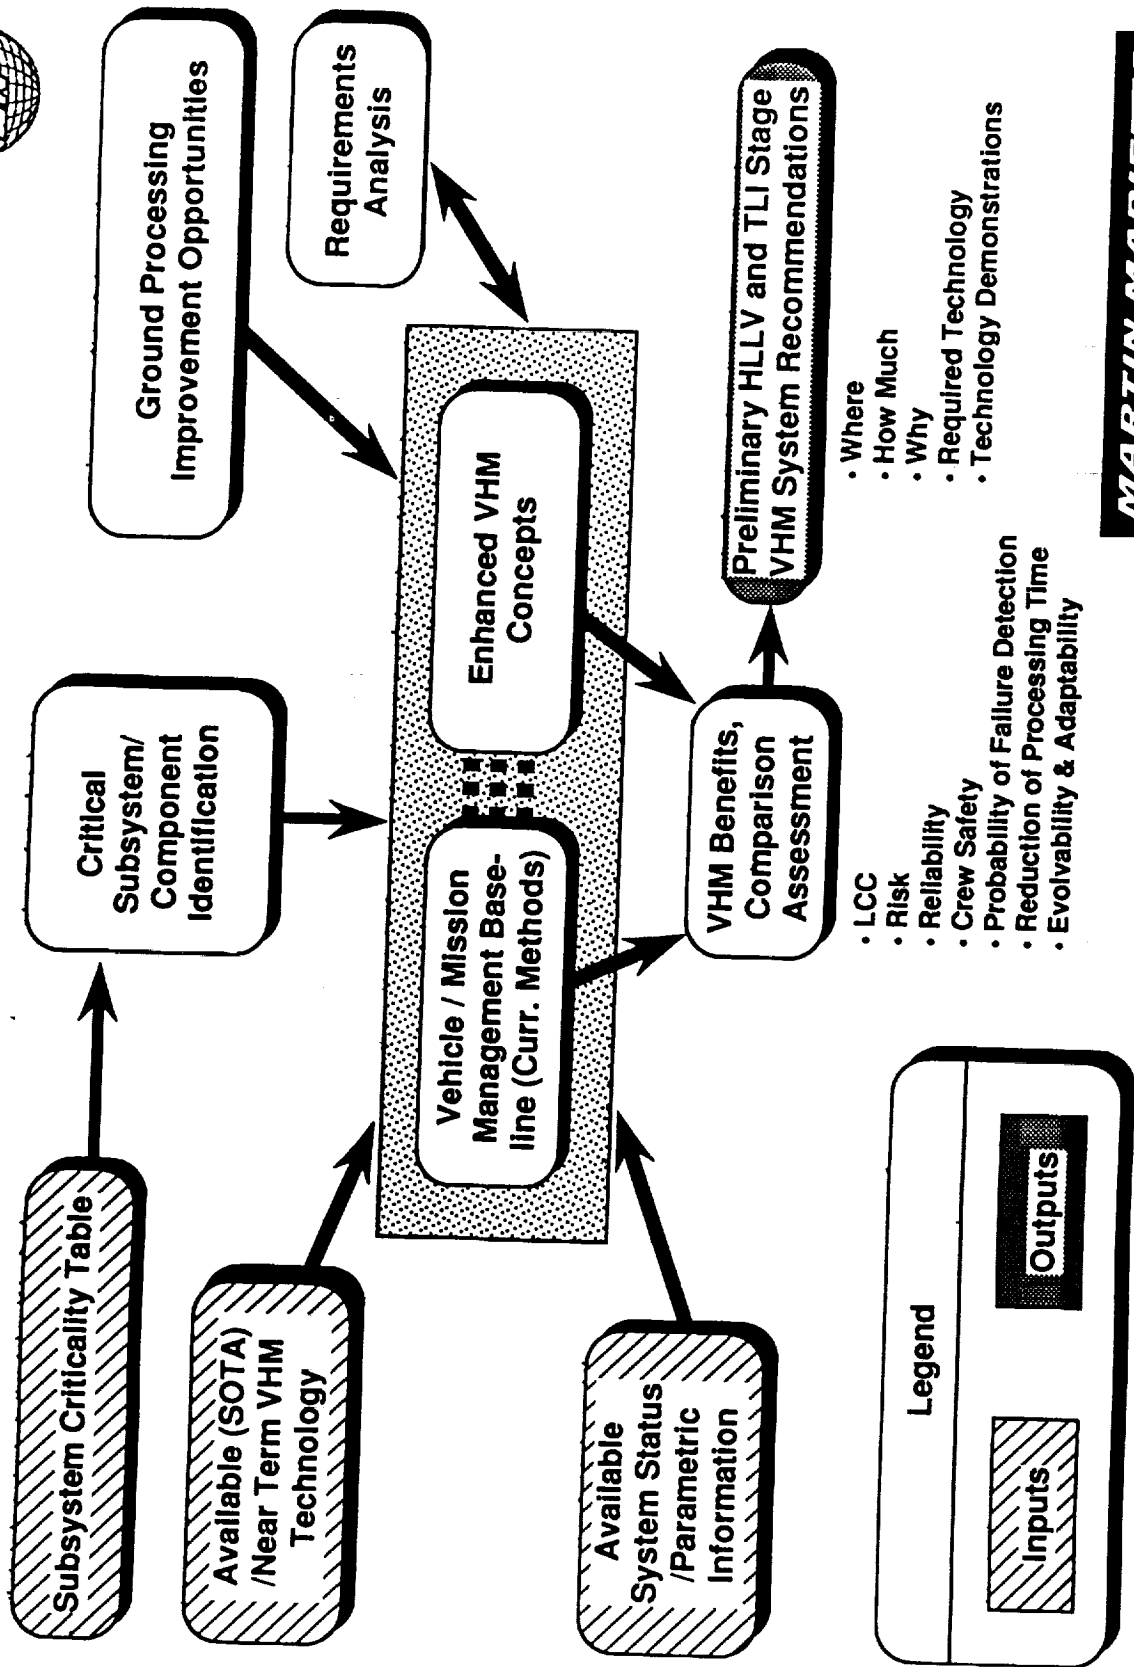 Subsystem Criticality Table
Critical
Subsystem/
Component
Identification
Ground Processing
Improvement Opportunities
Available (SOTA)
/Near Term VHM
Technology
Requirements
Analysis
Vehicle / Mission
Management Base-
line (Curr. Methods)
Enhanced VHM
Concepts
Available
System Status
/Parametric
Information
VHM Benefits,
Comparison
Assessment
Preliminary HLLV and TLI Stage
VHM System Recommendations
• LCC
• Risk
• Reliability
• Crew Safety
• Probability of Failure Detection
• Reduction of Processing Time
• Evolvability & Adaptability
• Where
• How Much
• Why
• Required Technology
• Technology Demonstrations
Legend
Inputs
Outputs
MARTIN MARIETTA